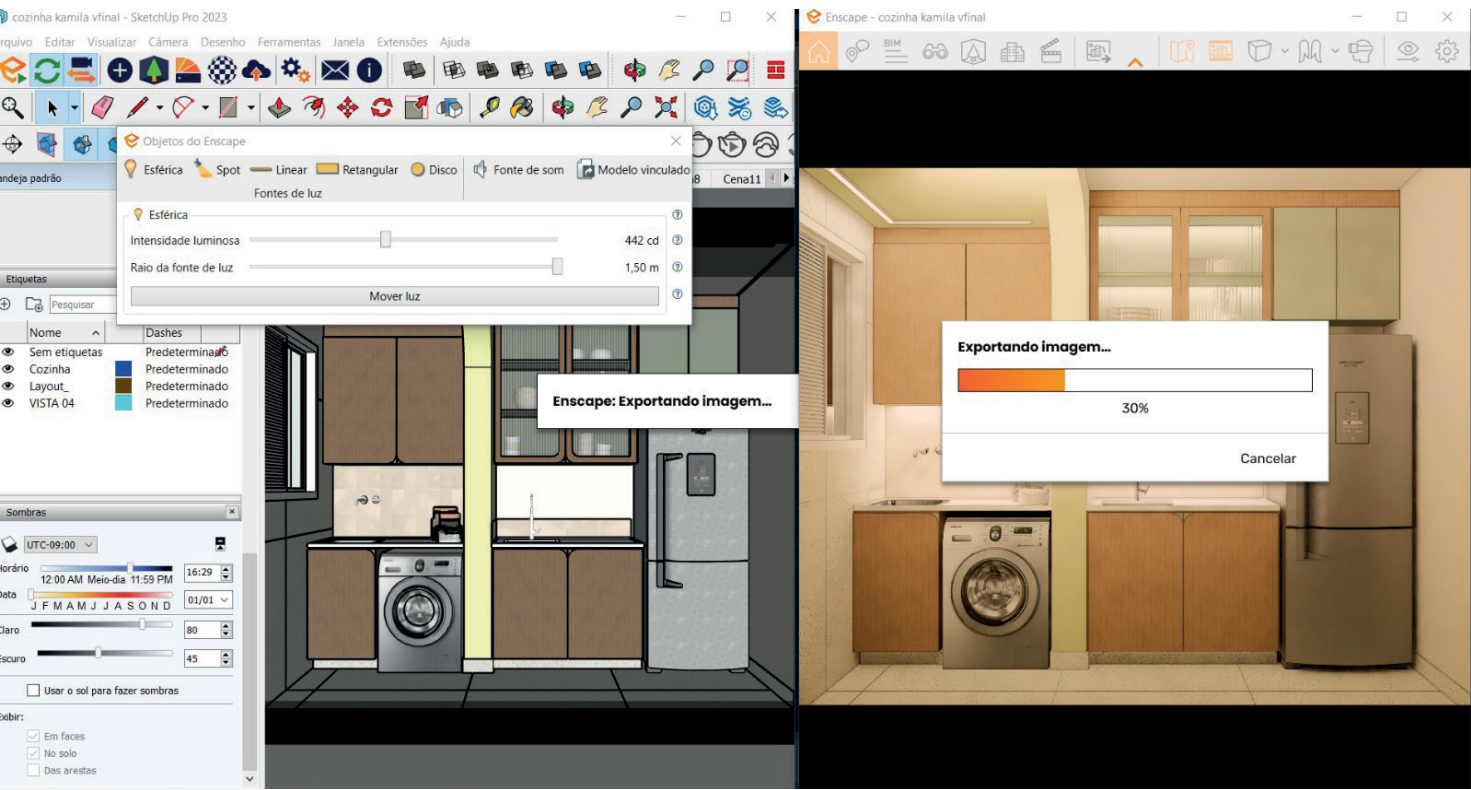 cozinha kamila vfinal - SketchUp Pro 2023
Arquivo Editar Visualizar Câmera Desenho Ferramentas Janela Extensões Ajuda
Objetos do Enscape
Esférica Spot Linear Retangular Disco Fonte de som Modelo vinculado
Fontes de luz
Esférica
Intensidade luminosa 442 cd
Raio da fonte de luz 1,50 m
Mover luz
andeja padrão
8 Cena11
Etiquetas
Pesquisar
Nome Dashes
Sem etiquetas Predeterminado
Cozinha Predeterminado
Layout_ Predeterminado
VISTA 04 Predeterminado
Enscape: Exportando imagem...
Sombras
UTC-09:00
Horário 12:00 AM Meio-dia 11:59 PM 16:29
Data J F M A M J J A S O N D 01/01
Claro 80
Escuro 45
Usar o sol para fazer sombras
Exibir:
Em faces
No solo
Das arestas
Enscape - cozinha kamila vfinal
BIM
Exportando imagem...
30%
Cancelar